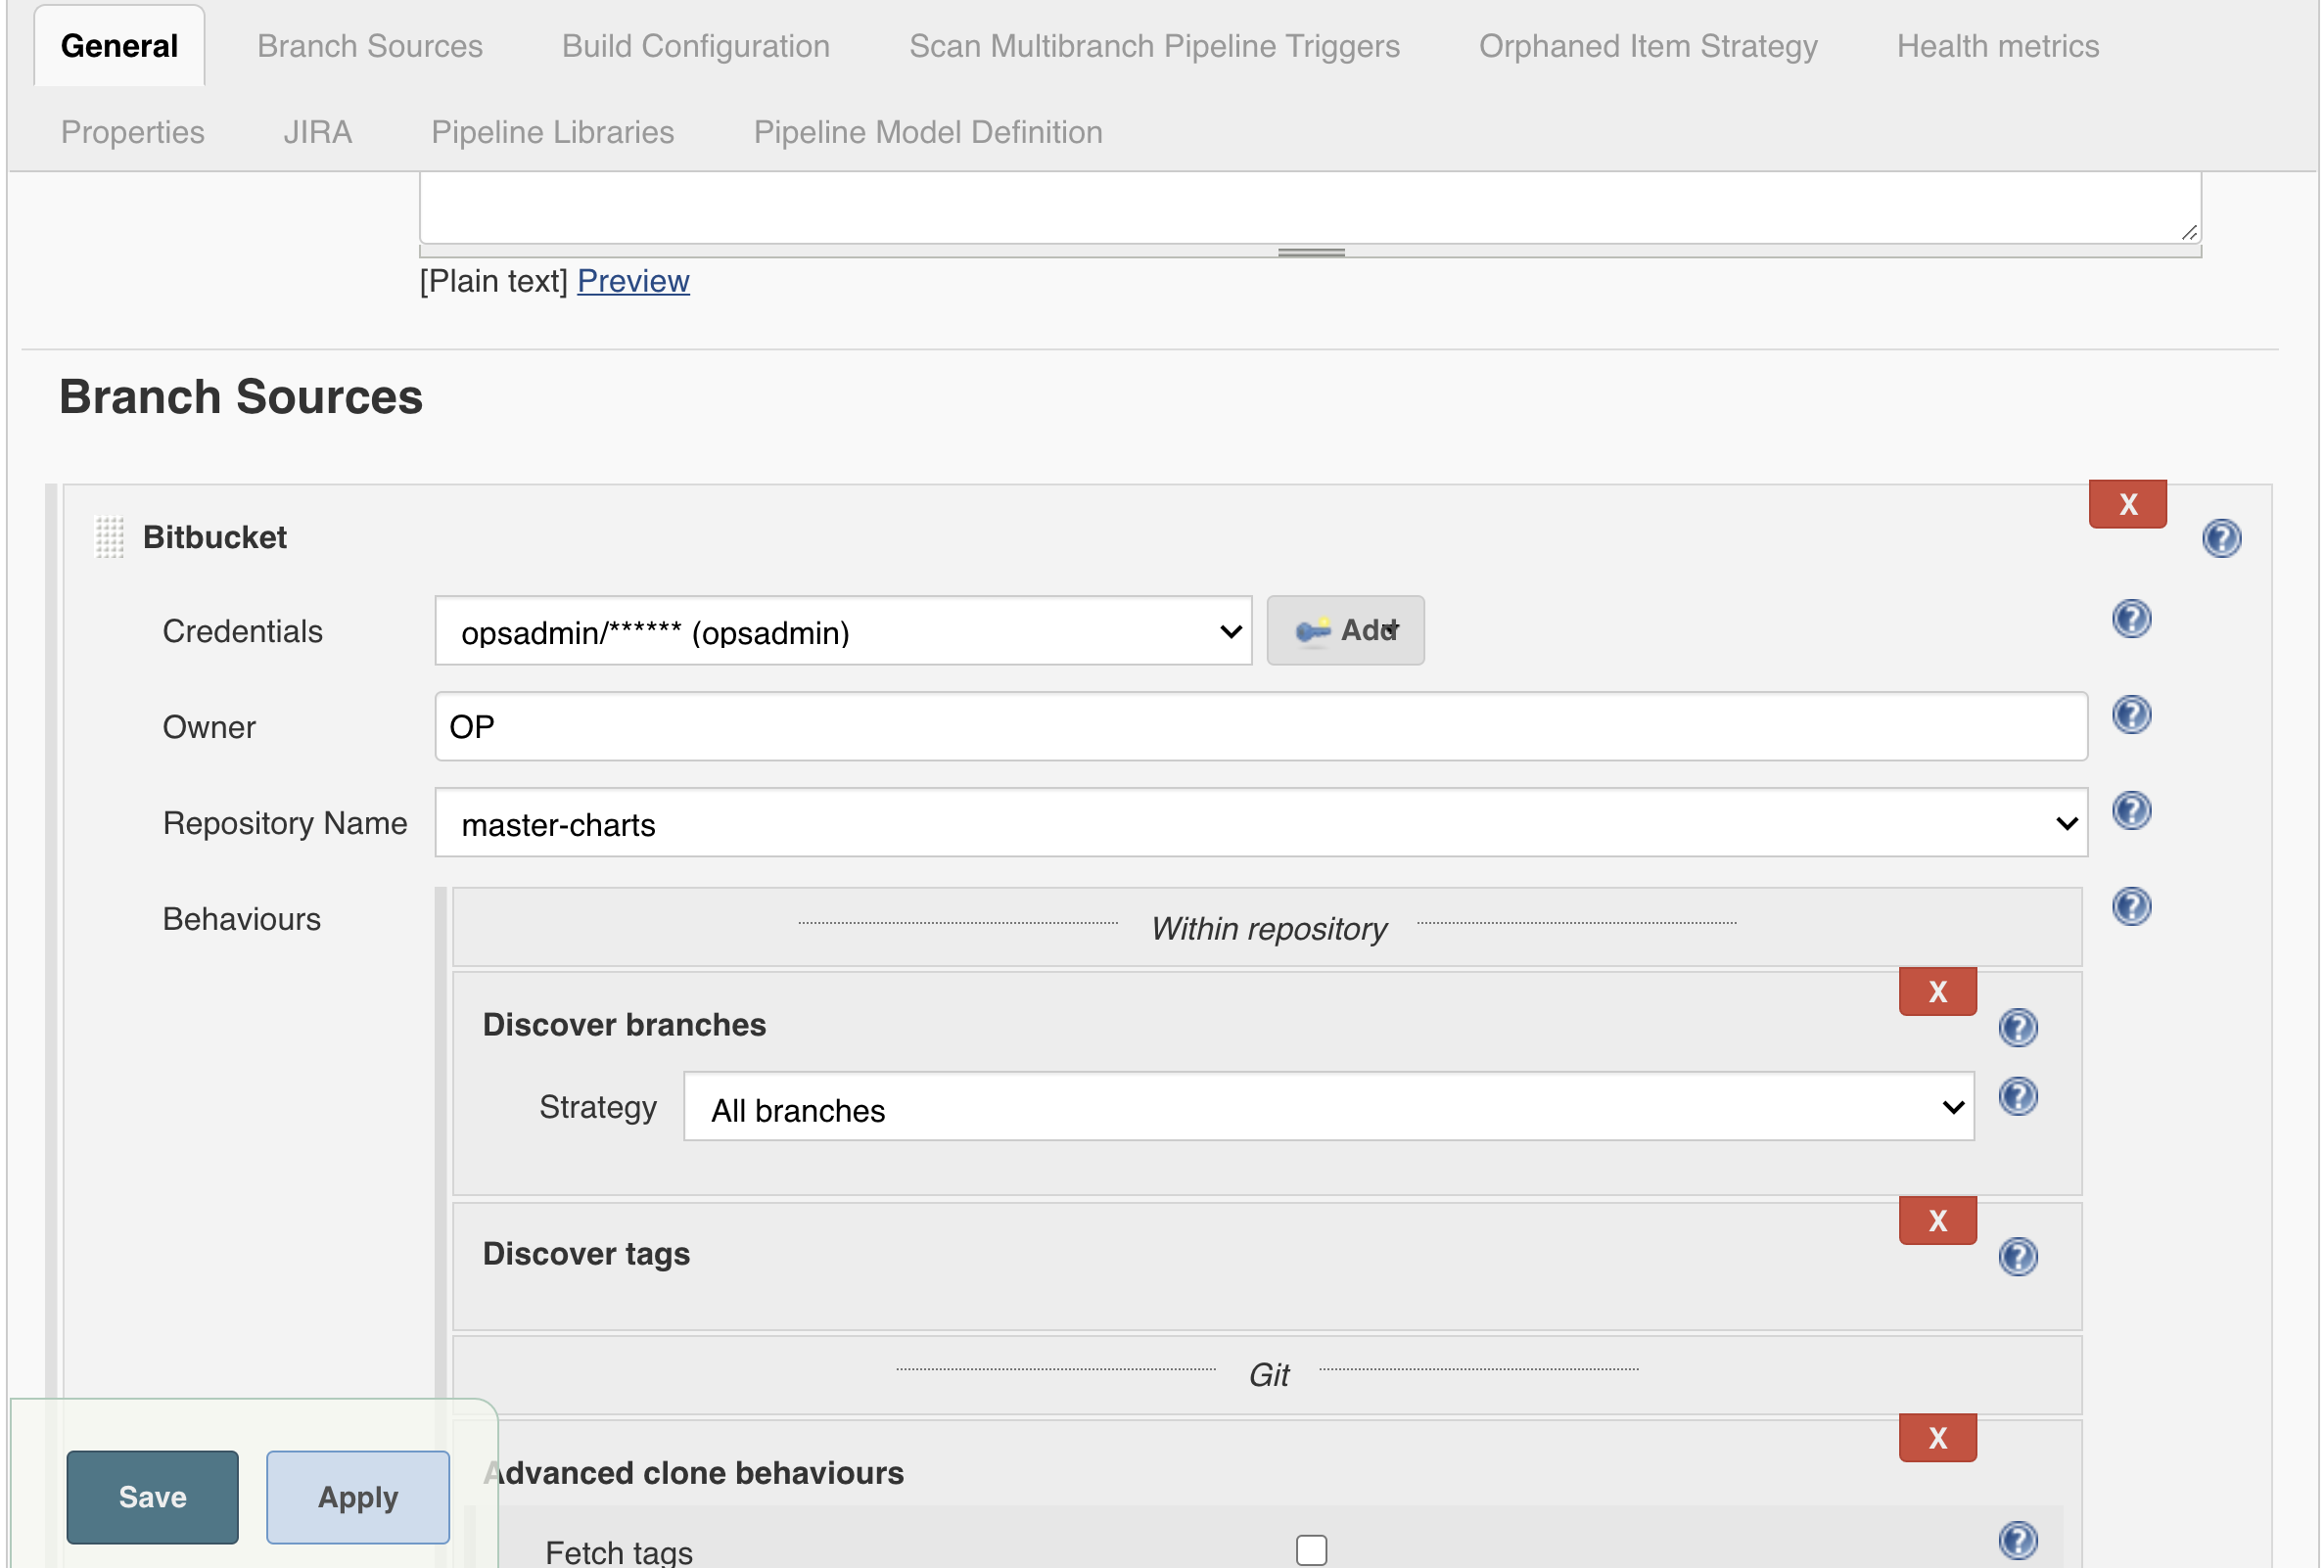 General Branch Sources Build Configuration Scan Multibranch Pipeline Triggers Orphaned Item Strategy Health metrics
Properties JIRA Pipeline Libraries Pipeline Model Definition
[Plain text] Preview
Branch Sources
X
Bitbucket
Credentials opsadmin/****** (opsadmin) Add
Owner OP
Repository Name master-charts
Behaviours Within repository
X
Discover branches
Strategy All branches
X
Discover tags
Git
X
Advanced clone behaviours
Save Apply
Fetch tags